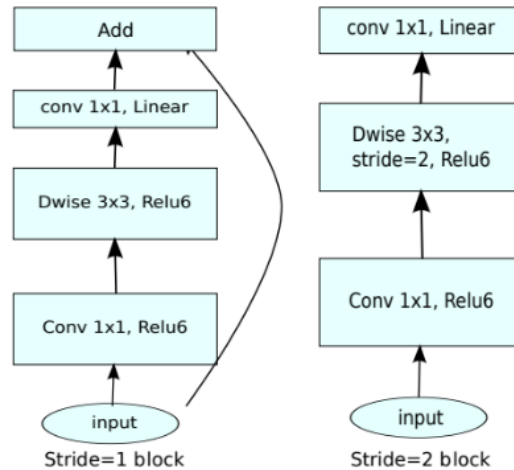 Add
conv 1x1, Linear
Dwise 3x3, Relu6
Conv 1x1, Relu6
input
Stride=1 block
conv 1x1, Linear
Dwise 3x3,
stride=2, Relu6
Conv 1x1, Relu6
input
Stride=2 block